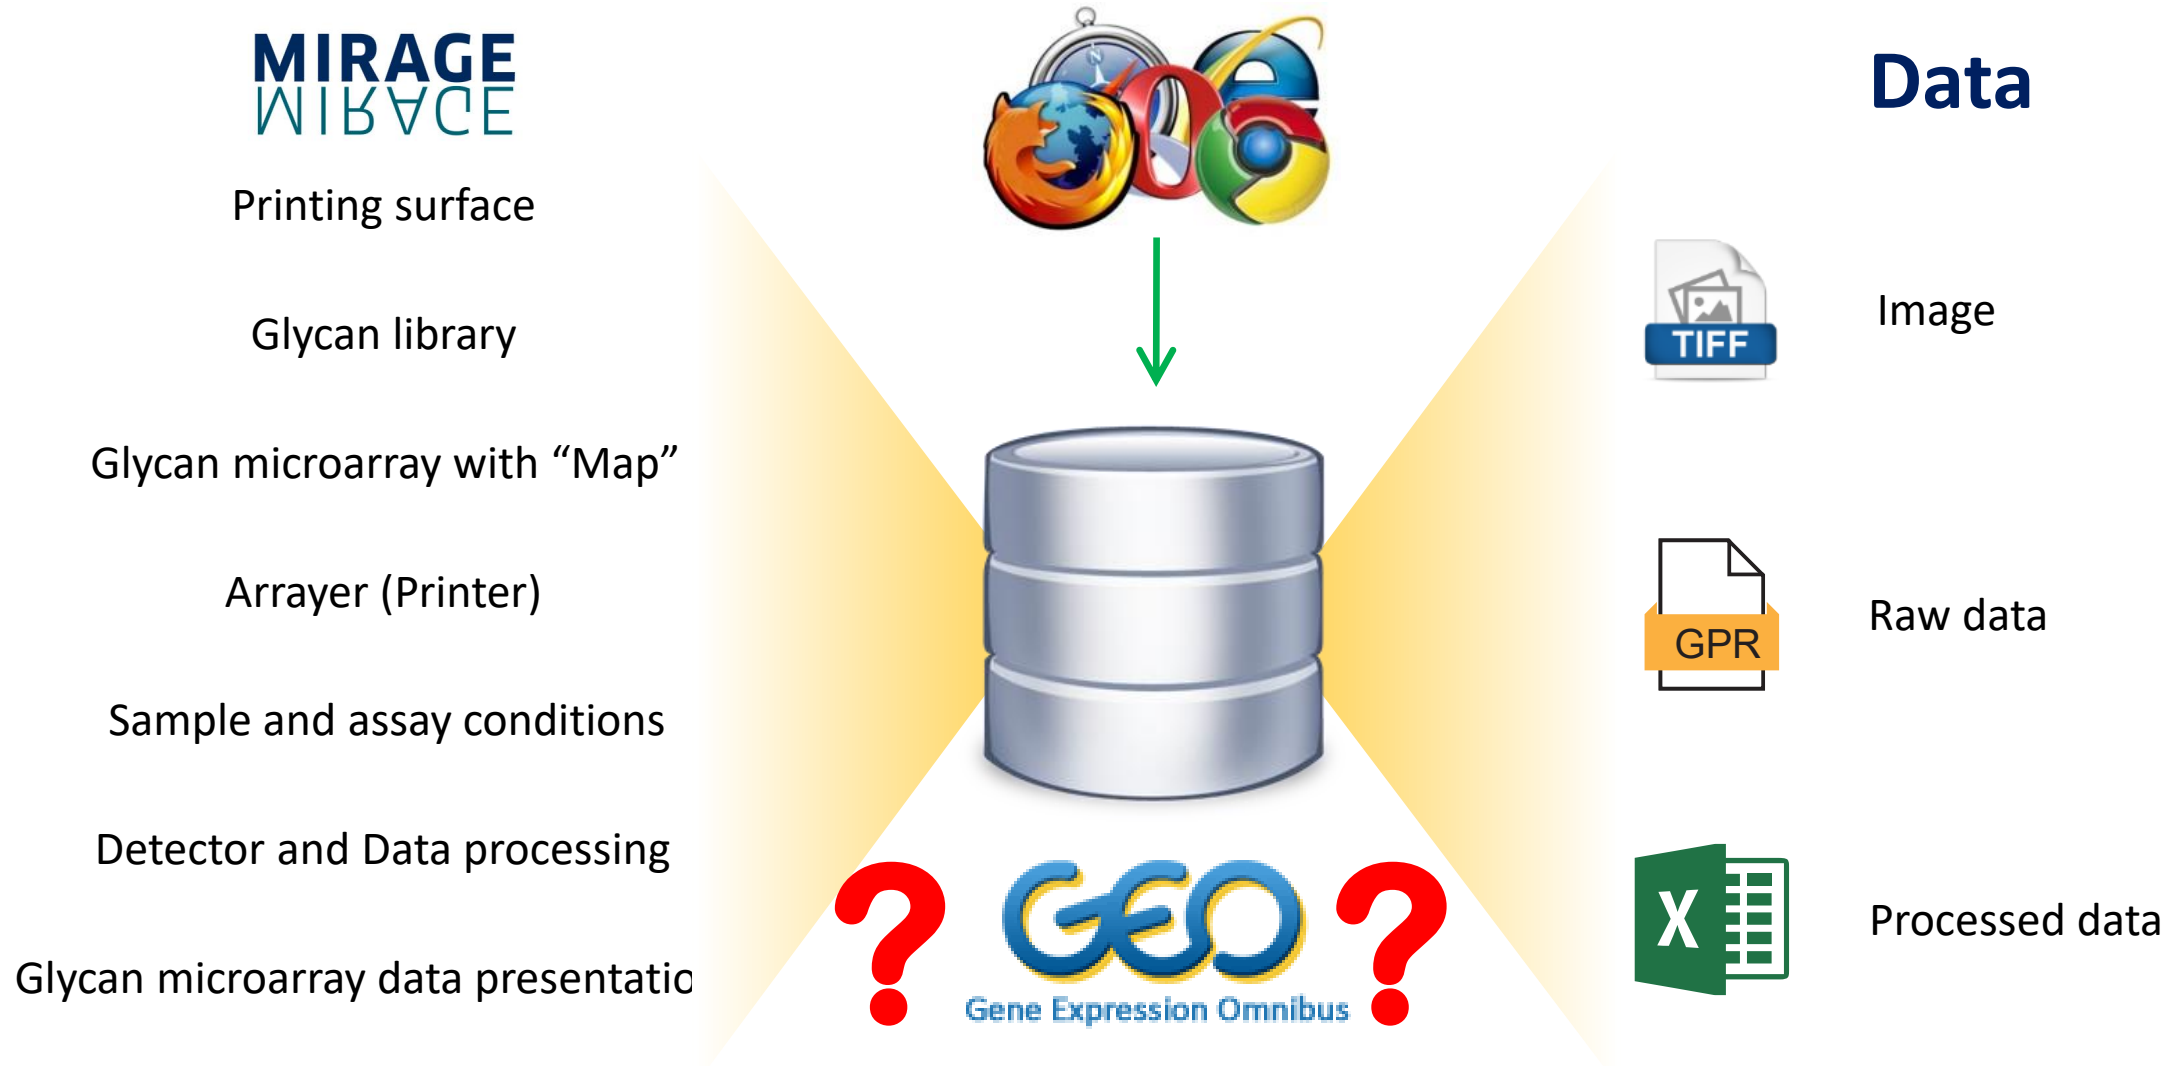 MIRAGE
MIRAGE
Printing surface
Glycan library
Glycan microarray with “Map”
Arrayer (Printer)
Sample and assay conditions
Detector and Data processing
Glycan microarray data presentatio
? GEO ?
Gene Expression Omnibus
Data
TIFF
Image
GPR
Raw data
X
Processed data